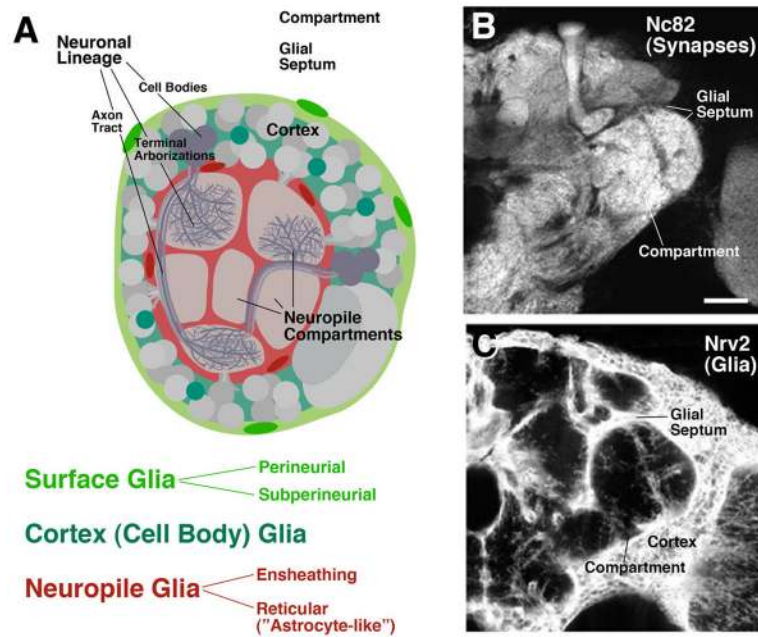 A
Compartment
Glial
Septum
Neuronal
Lineage
Cell Bodies
Axon
Tract
Terminal
Arborizations
Cortex
Neuropile
Compartments
Surface Glia
Perineurial
Subperineurial
Cortex (Cell Body) Glia
Neuropile Glia
Ensheathing
Reticular
("Astrocyte-like")
B
Nc82
(Synapses)
Glial
Septum
Compartment
C
Nrv2
(Glia)
Glial
Septum
Cortex
Compartment